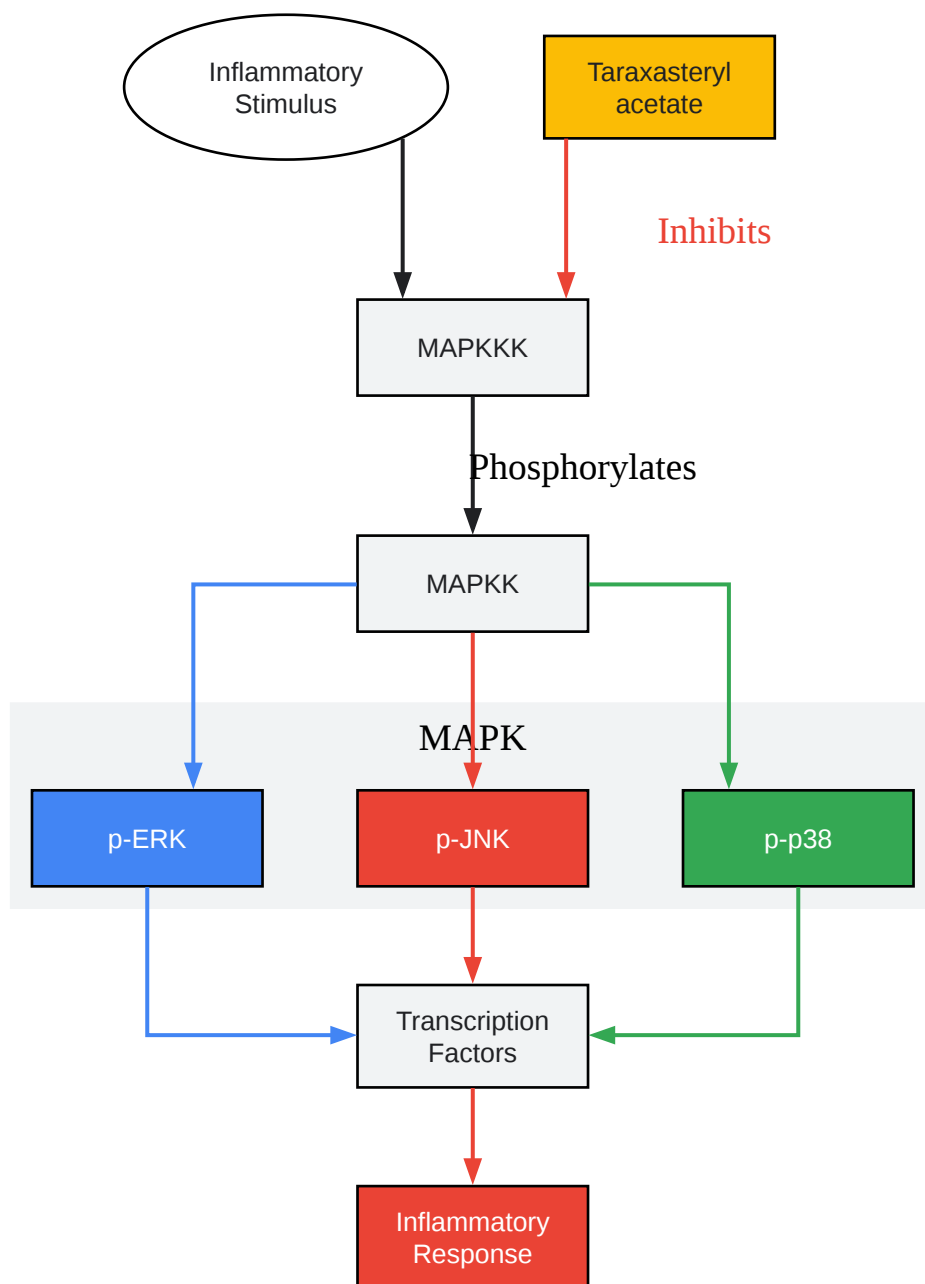 Inflammatory
Stimulus
Taraxasteryl
acetate
Inhibits
MAPKKK
Phosphorylates
MAPKK
MAPK
p-ERK
p-JNK
p-p38
Transcription
Factors
Inflammatory
Response